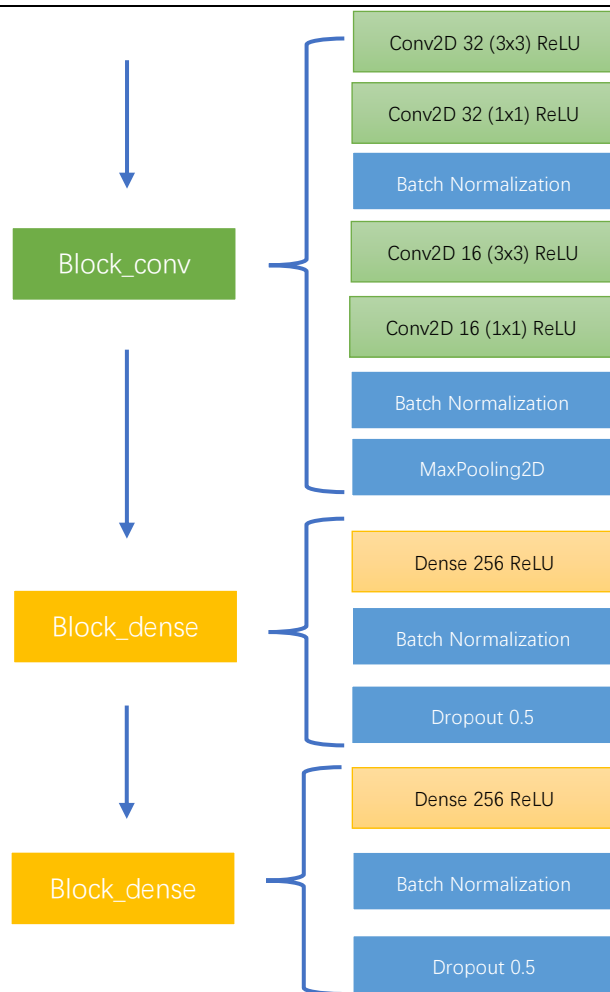 Conv2D 32 (3x3) ReLU
Conv2D 32 (1x1) ReLU
Batch Normalization
Block_conv
Conv2D 16 (3x3) ReLU
Conv2D 16 (1x1) ReLU
Batch Normalization
MaxPooling2D
Dense 256 ReLU
Block_dense
Batch Normalization
Dropout 0.5
Dense 256 ReLU
Block_dense
Batch Normalization
Dropout 0.5